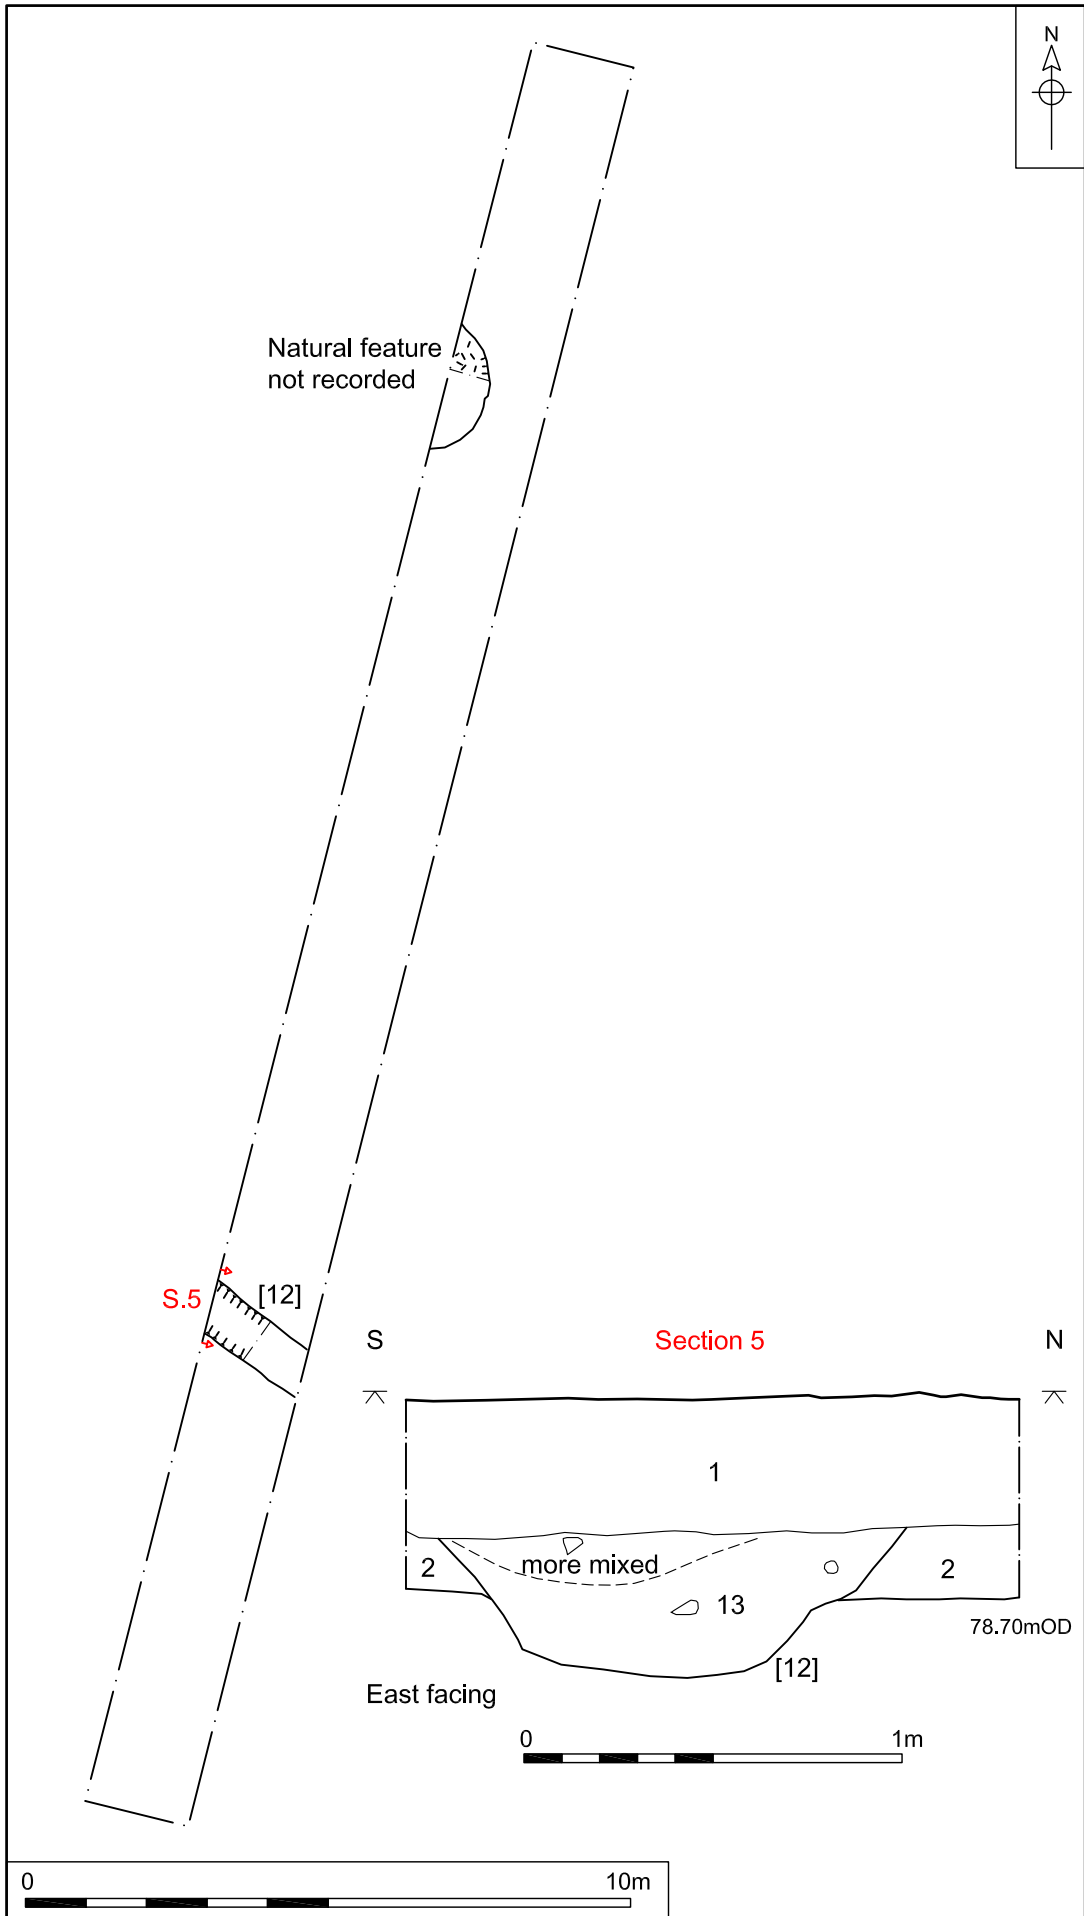 N
Natural feature
not recorded
S.5
[12]
S
Section 5
N
1
2
more mixed
2
13
78.70mOD
[12]
East facing
0
1m
0
10m